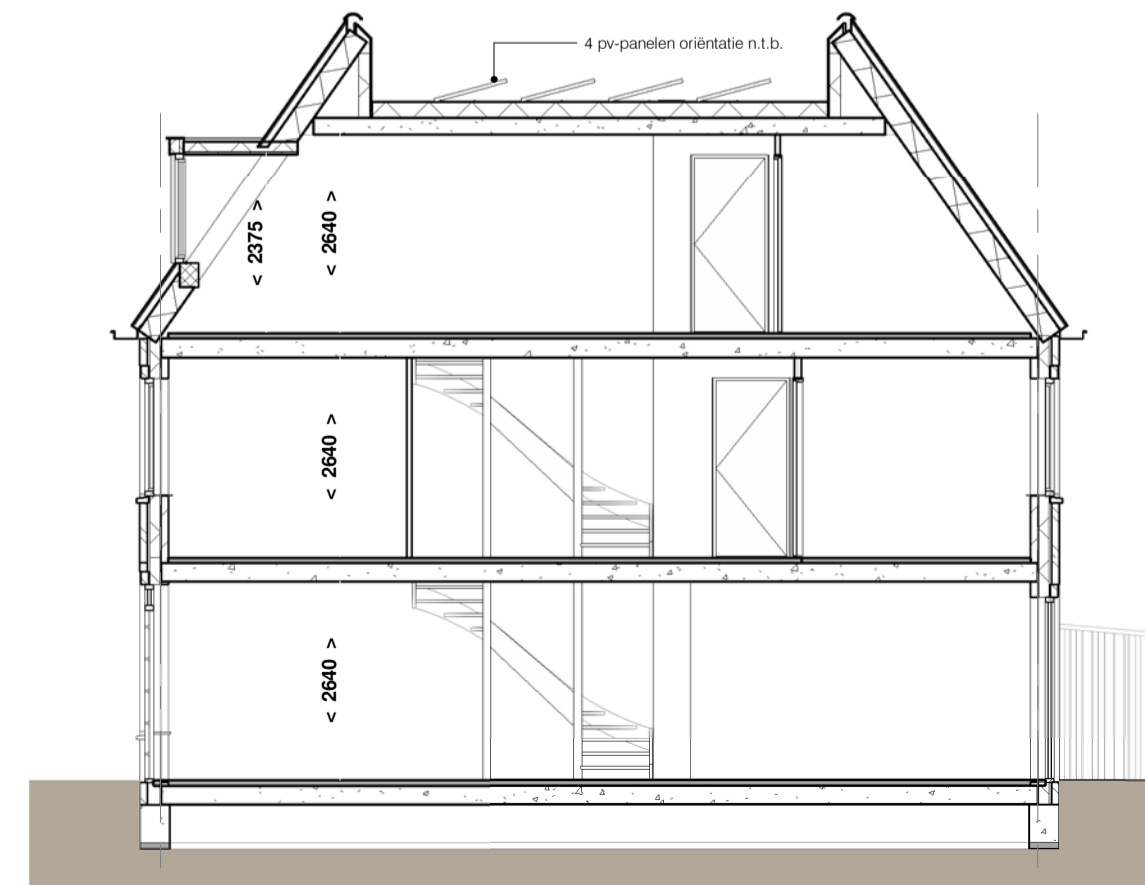 4 pv-panelen oriëntatie n.t.b.
< 2375 >
< 2640 >
< 2640 >
< 2640 >